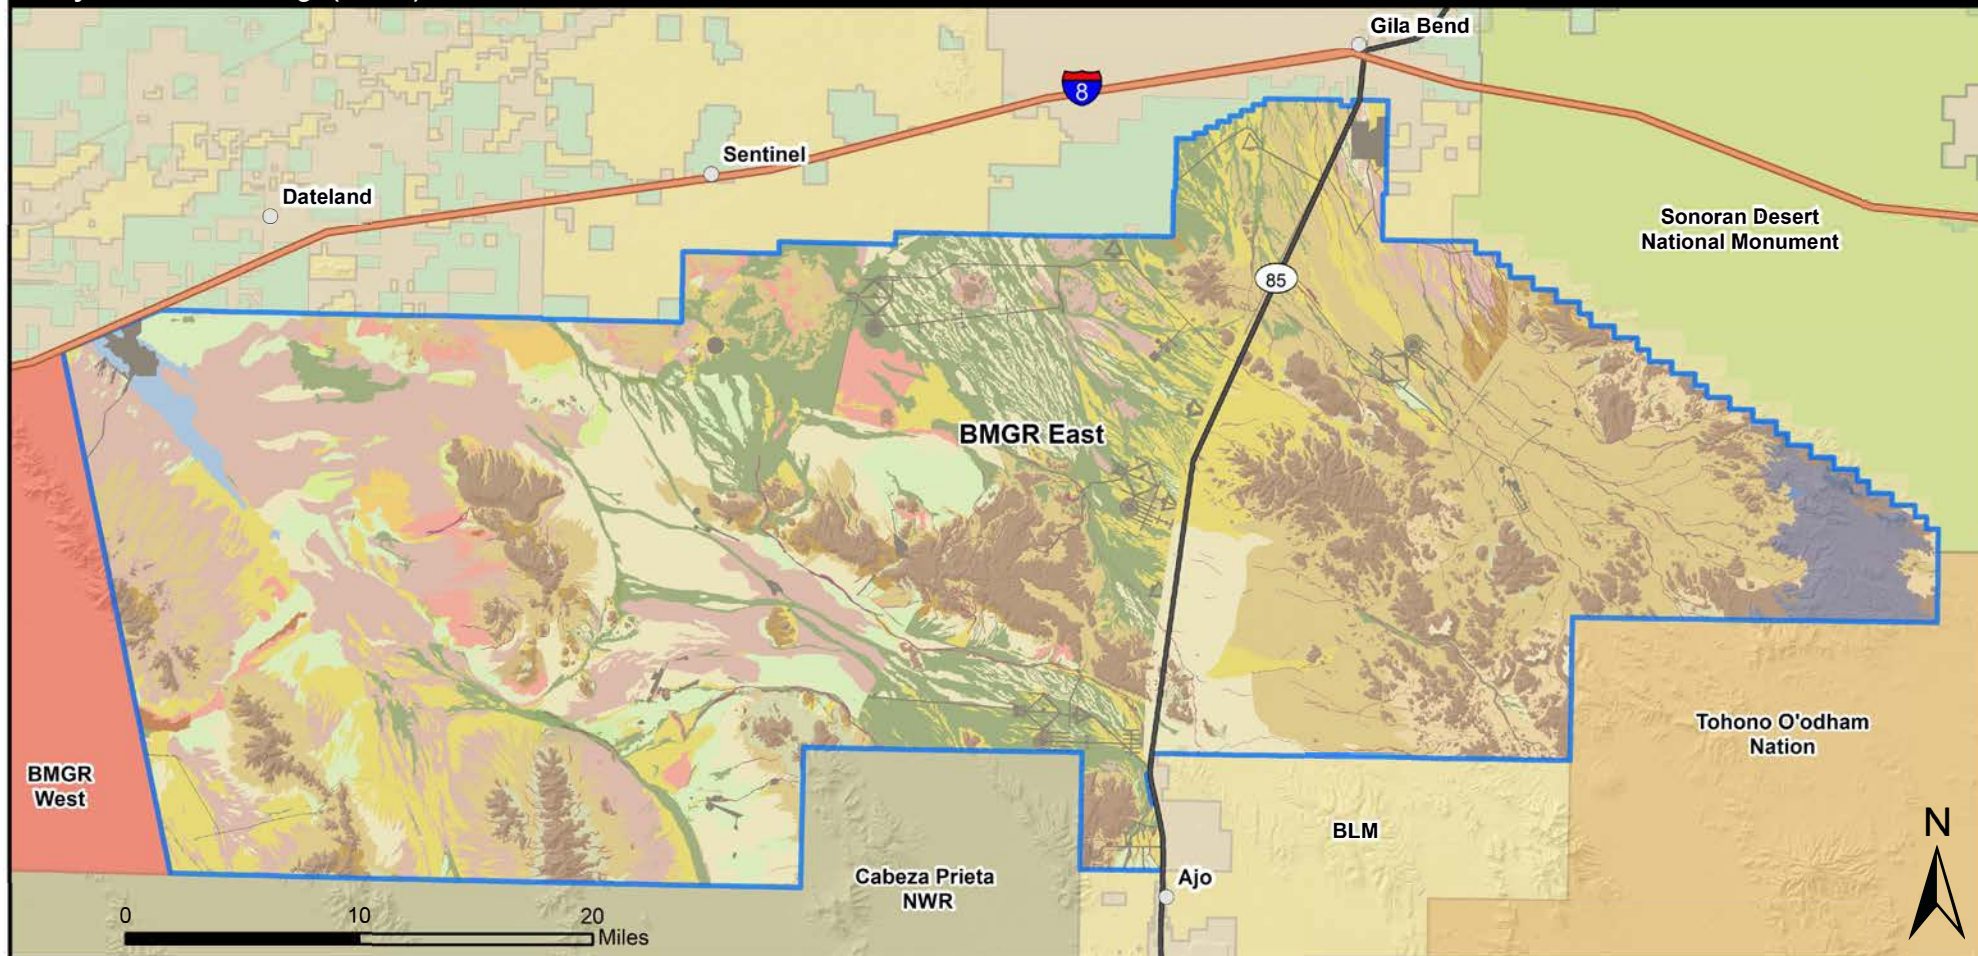 Gila Bend
8
Sentinel
Dateland
Sonoran Desert
National Monument
85
BMGR East
Tohono O'odham
Nation
BMGR
West
BLM
N
Cabeza Prieta
NWR
Ajo
0 10 20
Miles